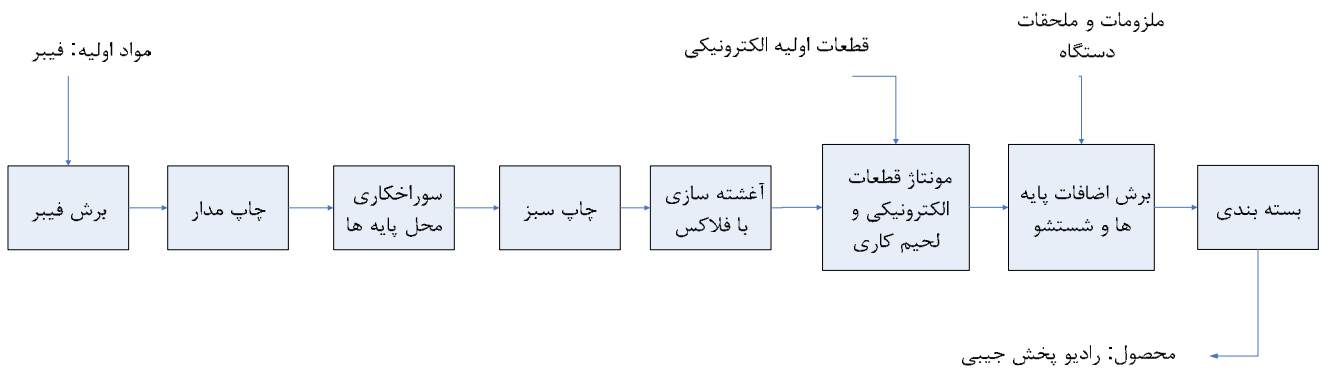 مواد اولیه: فیبر
قطعات اولیه الکترونیکی
ملزومات و ملحقات
دستگاه
برش فیبر
چاپ مدار
سوراخکاری
محل پایه ها
چاپ سبز
آغشته سازی
با فلاکس
مونتاژ قطعات
الکترونیکی و
لحیم کاری
برش اضافات پایه
ها و شستشو
بسته بندی
محصول: رادیو پخش جیبی